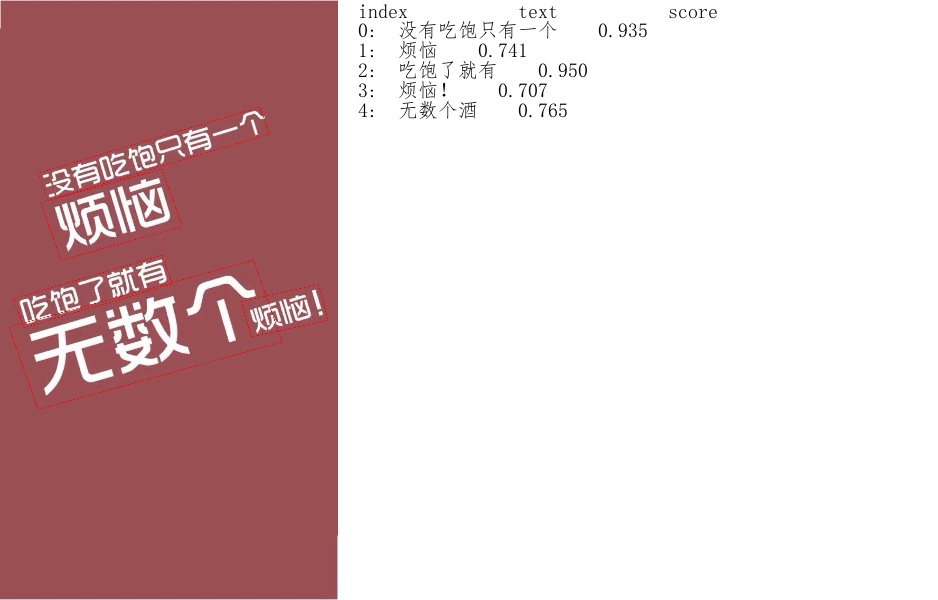 没有吃饱只有一个
烦恼
吃饱了就有
无数个烦恼！
index text score
0: 没有吃饱只有一个 0.935
1: 烦恼 0.741
2: 吃饱了就有 0.950
3: 烦恼! 0.707
4: 无数个酒 0.765